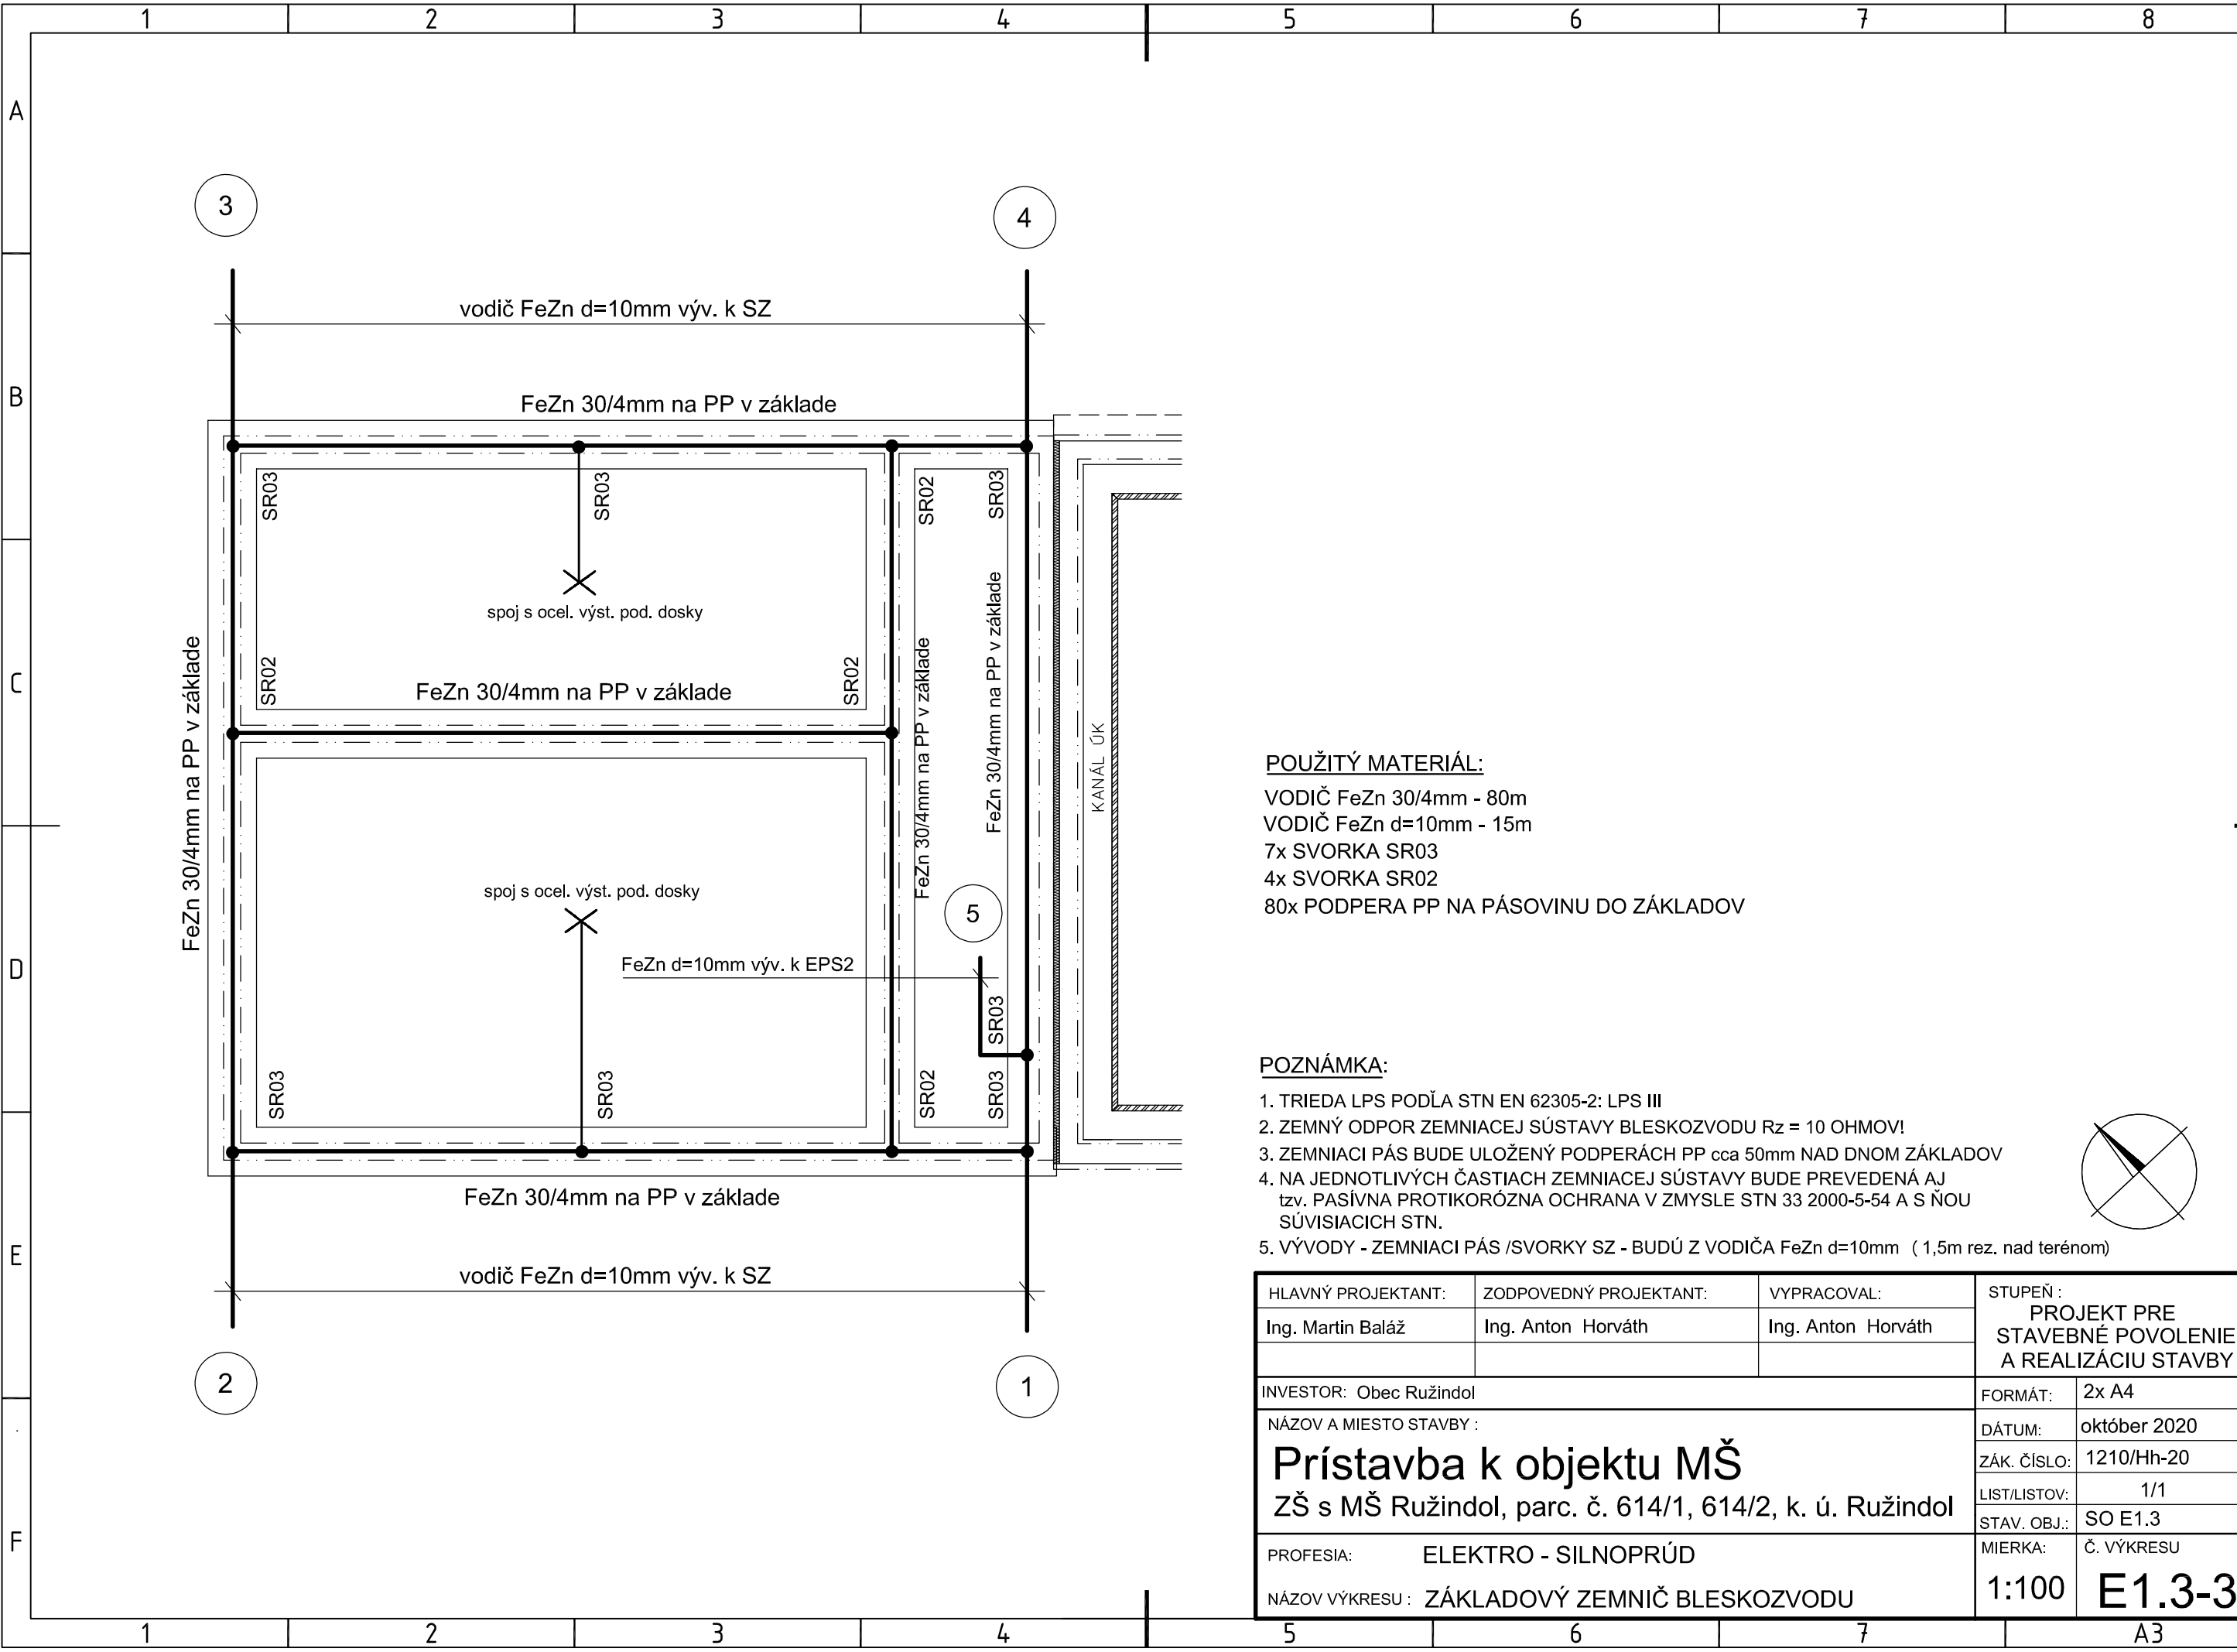 1 2 3 4 5 6 7 8
A
B
C
D
E
F
3
4
vodič FeZn d=10mm výv. k SZ
FeZn 30/4mm na PP v základe
SR03
SR03
SR02
SR03
spoj s ocel. výst. pod. dosky
SR02
FeZn 30/4mm na PP v základe
SR02
FeZn 30/4mm na PP v základe
FeZn 30/4mm na PP v základe
FeZn 30/4mm na PP v základe
KANÁL ÚK
spoj s ocel. výst. pod. dosky
5
FeZn d=10mm výv. k EPS2
SR03
SR03
SR03
SR02
SR03
FeZn 30/4mm na PP v základe
vodič FeZn d=10mm výv. k SZ
2
1
POUŽITÝ MATERIÁL:
VODIČ FeZn 30/4mm - 80m
VODIČ FeZn d=10mm - 15m
7x SVORKA SR03
4x SVORKA SR02
80x PODPERA PP NA PÁSOVINU DO ZÁKLADOV
POZNÁMKA:
1. TRIEDA LPS PODĽA STN EN 62305-2: LPS III
2. ZEMNÝ ODPOR ZEMNIACEJ SÚSTAVY BLESKOZVODU Rz = 10 OHMOV!
3. ZEMNIACI PÁS BUDE ULOŽENÝ PODPERÁCH PP cca 50mm NAD DNOM ZÁKLADOV
4. NA JEDNOTLIVÝCH ČASTIACH ZEMNIACEJ SÚSTAVY BUDE PREVEDENÁ AJ
tzv. PASÍVNA PROTIKORÓZNA OCHRANA V ZMYSLE STN 33 2000-5-54 A S ŇOU
SÚVISIACICH STN.
5. VÝVODY - ZEMNIACI PÁS /SVORKY SZ - BUDÚ Z VODIČA FeZn d=10mm ( 1,5m rez. nad terénom)
HLAVNÝ PROJEKTANT: ZODPOVEDNÝ PROJEKTANT: VYPRACOVAL:
Ing. Martin Baláž Ing. Anton Horváth Ing. Anton Horváth
STUPEŇ :
PROJEKT PRE
STAVEBNÉ POVOLENIE
A REALIZÁCIU STAVBY
INVESTOR: Obec Ružindol
FORMÁT: 2x A4
NÁZOV A MIESTO STAVBY :
Prístavba k objektu MŠ
ZŠ s MŠ Ružindol, parc. č. 614/1, 614/2, k. ú. Ružindol
DÁTUM: október 2020
ZÁK. ČÍSLO: 1210/Hh-20
LIST/LISTOV: 1/1
STAV. OBJ.: SO E1.3
PROFESIA: ELEKTRO - SILNOPRÚD
NÁZOV VÝKRESU : ZÁKLADOVÝ ZEMNIČ BLESKOZVODU
MIERKA: Č. VÝKRESU
1:100 E1.3-3
1 2 3 4 5 6 7 A3